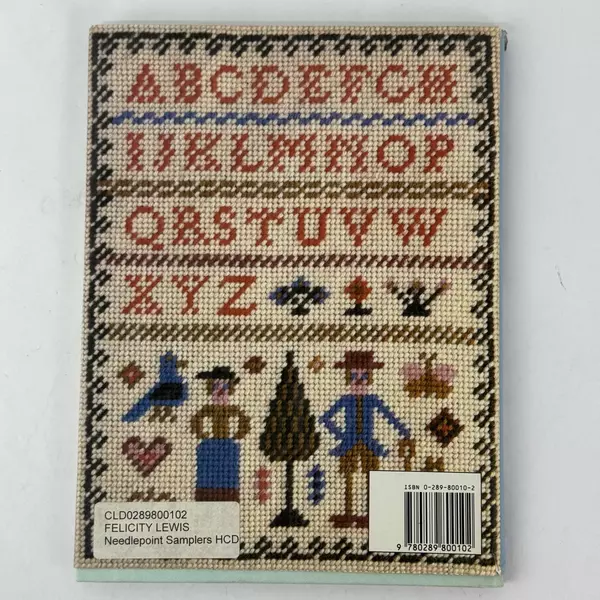 ABCDEFGH
IJKLMNOP
QRSTUVW
XYZ
CLD0289800102
FELICITY LEWIS
Needlepoint Samplers HCD
ISBN 0-289-80010-2
9 780289 800102